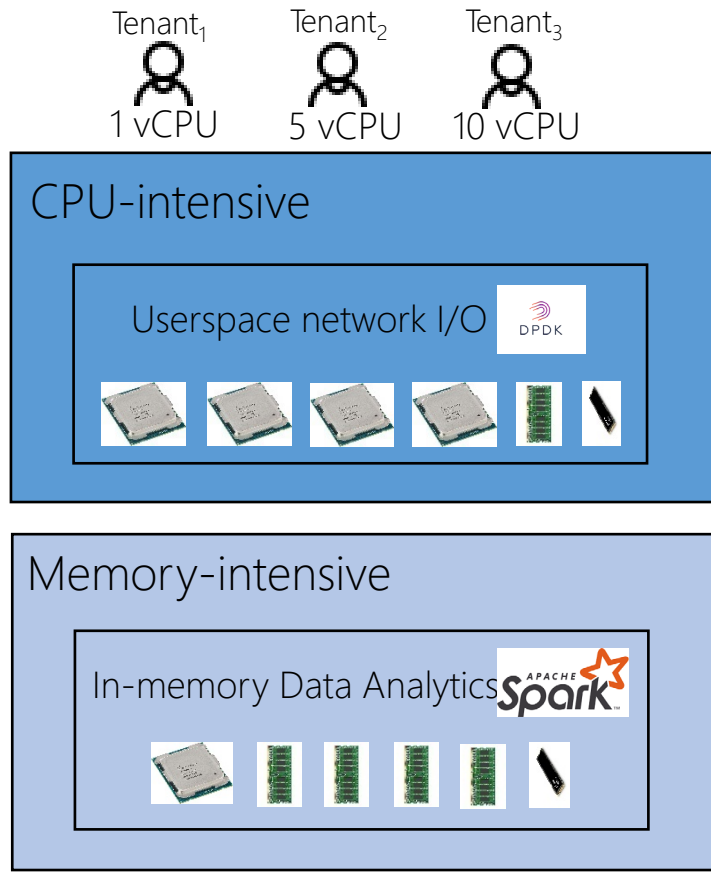 Tenant₁ Tenant₂ Tenant₃
1 vCPU 5 vCPU 10 vCPU
CPU-intensive
Userspace network I/O DPDK
Memory-intensive
In-memory Data Analytics APACHE Spark